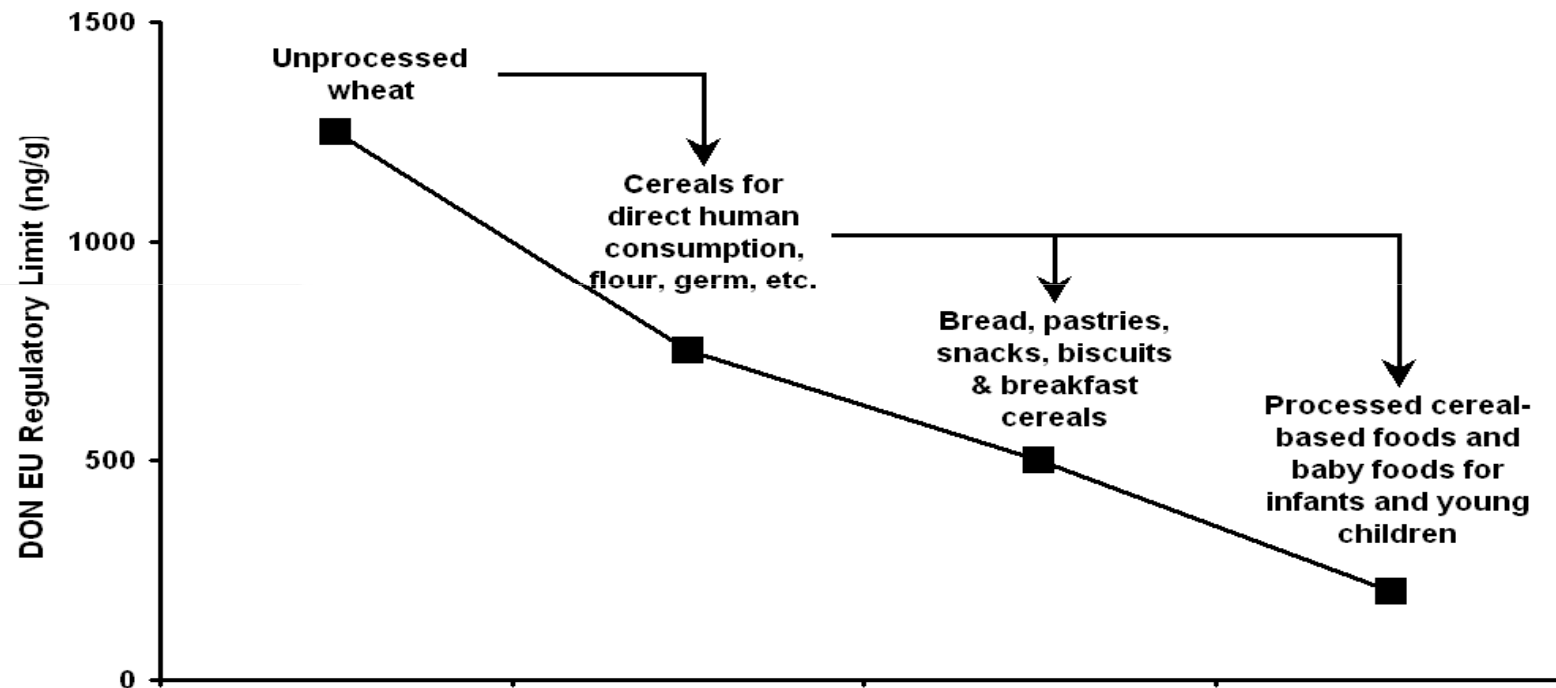 DON EU Regulatory Limit (ng/g)
1500
1000
500
0
Unprocessed
wheat
Cereals for
direct human
consumption,
flour, germ, etc.
Bread, pastries,
snacks, biscuits
& breakfast
cereals
Processed cereal-
based foods and
baby foods for
infants and young
children